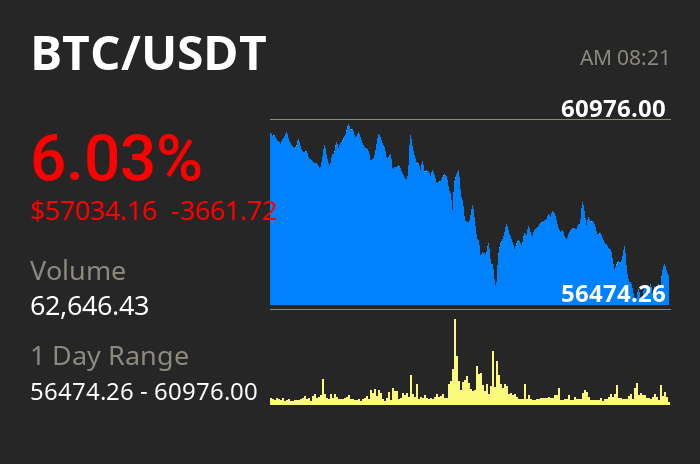 BTC/USDT
AM 08:21
60976.00
6.03%
$57034.16 -3661.72
Volume
62,646.43
56474.26
1 Day Range
56474.26 - 60976.00